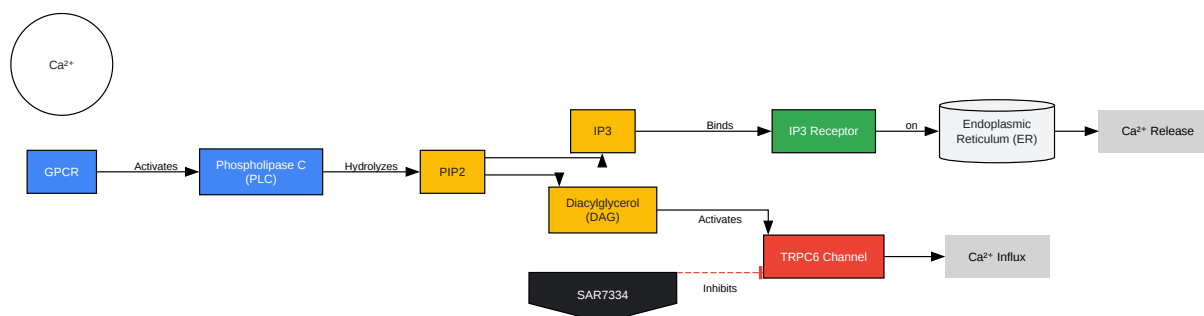 Ca²⁺
IP3
Binds
IP3 Receptor
on
Endoplasmic
Reticulum (ER)
Ca²⁺ Release
GPCR
Activates
Phospholipase C
(PLC)
Hydrolyzes
PIP2
Diacylglycerol
(DAG)
Activates
TRPC6 Channel
Ca²⁺ Influx
SAR7334
Inhibits